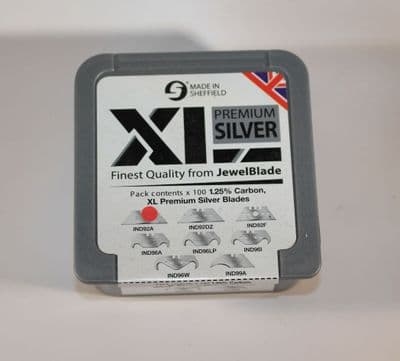 MADE IN
SHEFFIELD
XL PREMIUM
SILVER
Finest Quality from JewelBlade
Pack contents x 100 1.25% Carbon,
XL Premium Silver Blades
IND92A IND92DZ IND92F
IND96A IND96LP IND96I
IND96W IND99A